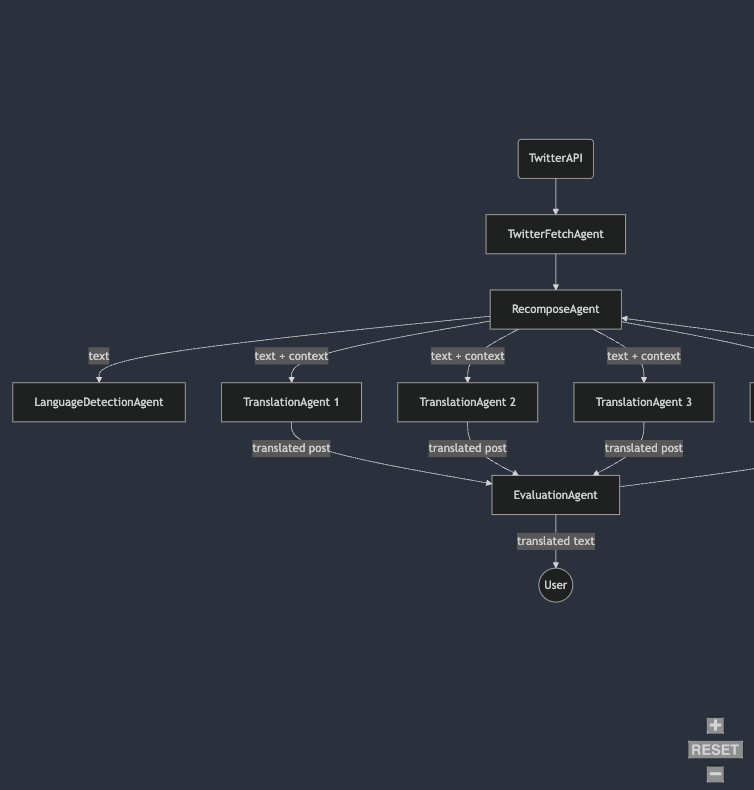 TwitterAPI
TwitterFetchAgent
RecomposeAgent
text
text + context
text + context
text + context
LanguageDetectionAgent
TranslationAgent 1
TranslationAgent 2
TranslationAgent 3
translated post
translated post
translated post
EvaluationAgent
translated text
User
RESET